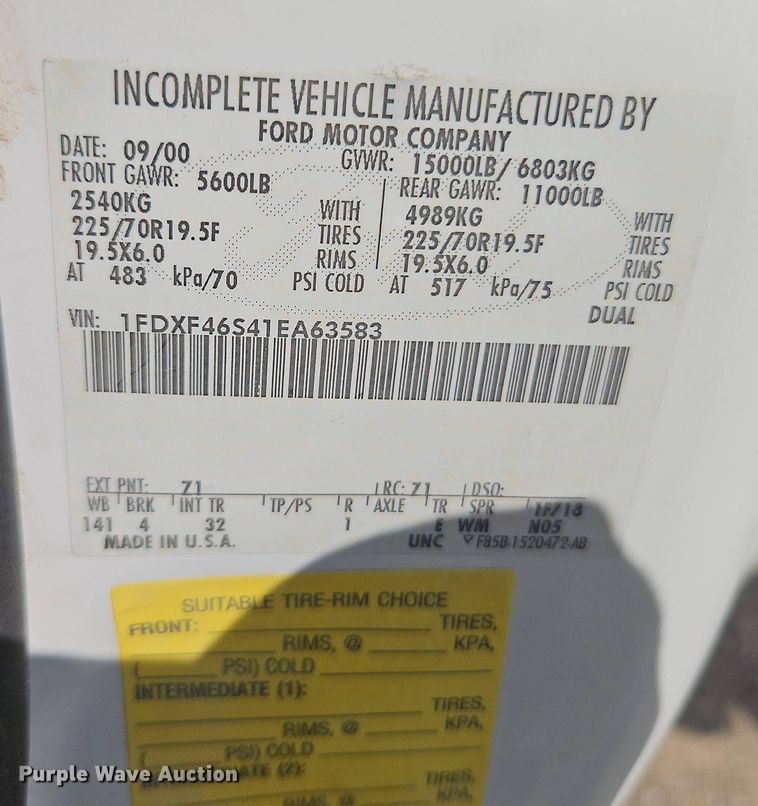 INCOMPLETE VEHICLE MANUFACTURED BY
FORD MOTOR COMPANY
DATE: 09/00 GVWR: 15000LB/ 6803KG
FRONT GAWR: 5600LB REAR GAWR: 11000LB
2540KG WITH 4989KG WITH
225/70R19.5F TIRES 225/70R19.5F TIRES
19.5X6.0 RIMS 19.5X6.0 RIMS
AT 483 kPa/70 PSI COLD AT 517 kPa/75 PSI COLD
DUAL
VIN: 1FDXF46S41EA63583
EXT PNT: Z1 RC: 71 DSO:
WB BRK INT TR TP/PS R AXLE TR SPR
141 4 32 1 E WM N05
MADE IN U.S.A. UNC F85B-1520472-AB
SUITABLE TIRE-RIM CHOICE
FRONT: TIRES,
RIMS, @ KPA,
( PSI) COLD
INTERMEDIATE (1):
TIRES,
RIMS, @ KPA,
( PSI) COLD
(2):
TIRES,
RIMS, @ KPA,
Purple Wave Auction